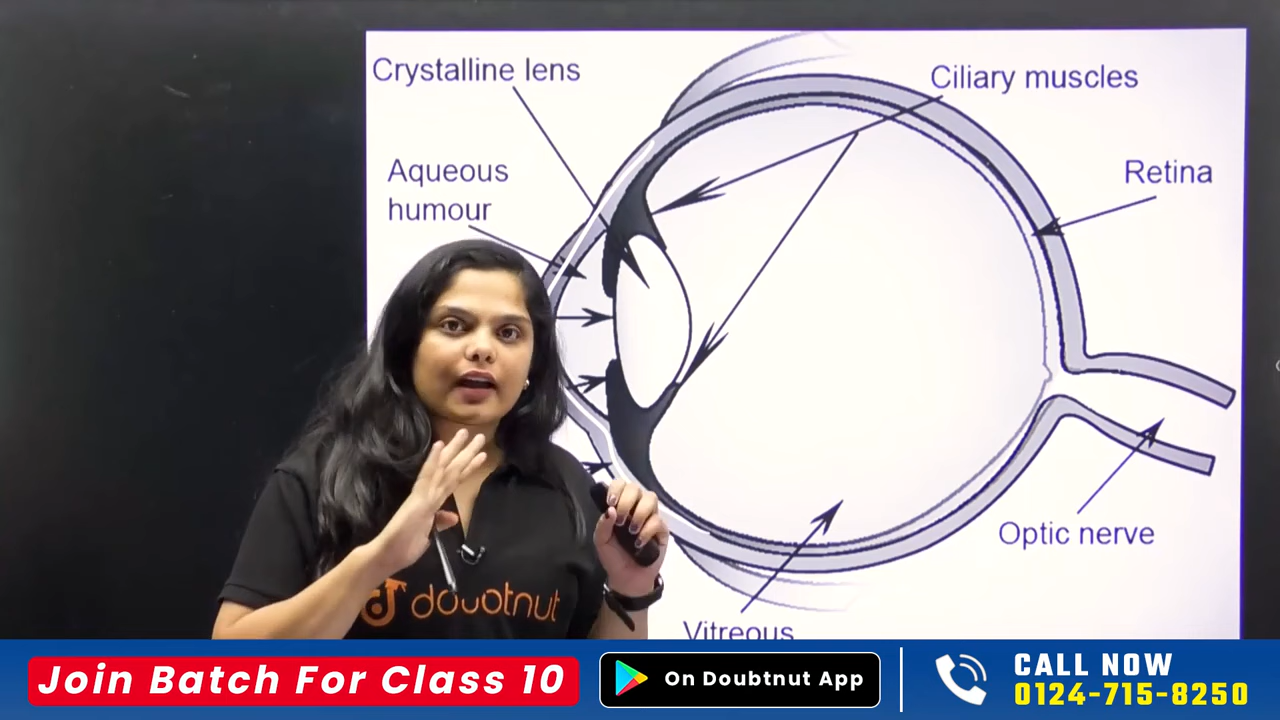 Crystalline lens
Ciliary muscles
Aqueous
humour
Retina
Optic nerve
Vitreous
doubtnut
Join Batch For Class 10
On Doubtnut App
CALL NOW
0124-715-8250